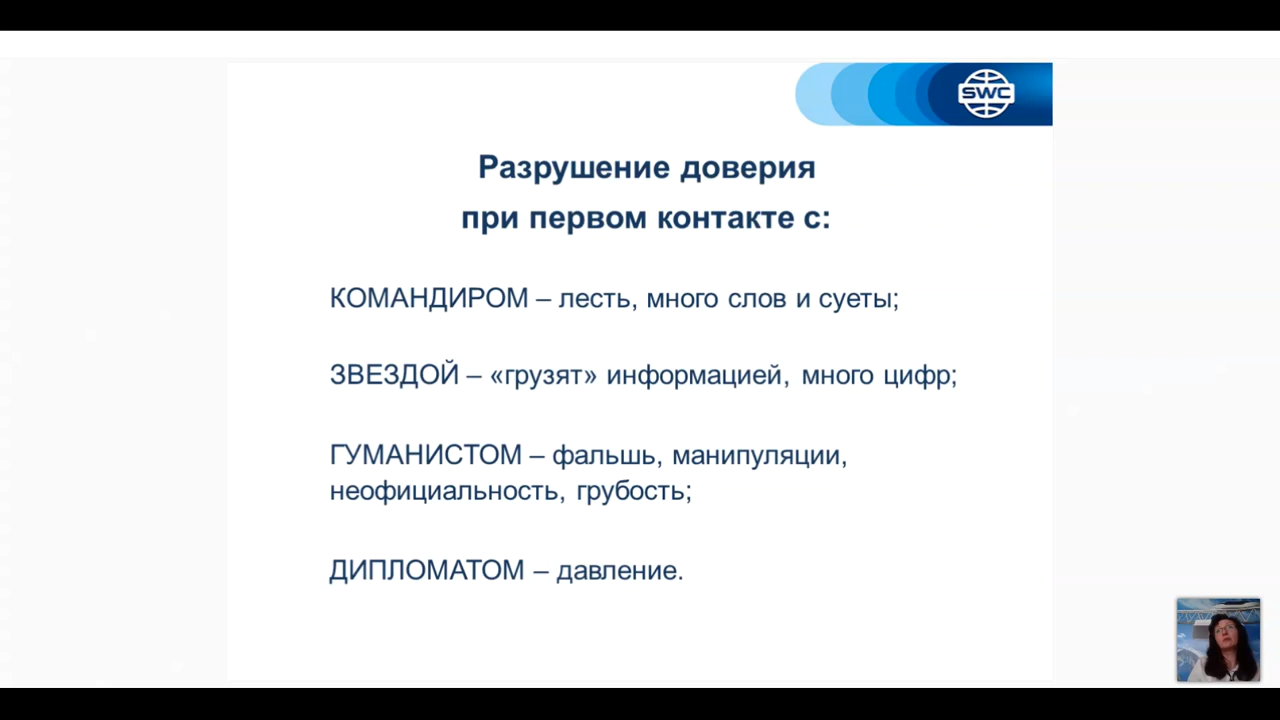 SWC
Разрушение доверия
при первом контакте с:
КОМАНДИРОМ – лесть, много слов и суеты;
ЗВЕЗДОЙ – «грузят» информацией, много цифр;
ГУМАНИСТОМ – фальшь, манипуляции,
неофициальность, грубость;
ДИПЛОМАТОМ – давление.